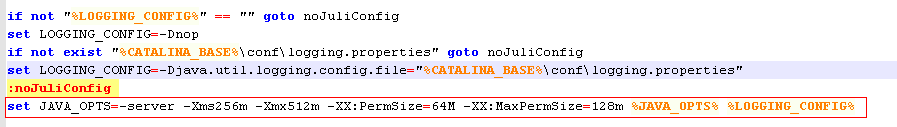 if not "%LOGGING_CONFIG%" == "" goto noJuliConfig
set LOGGING_CONFIG=-Dnop
if not exist "%CATALINA_BASE%\conf\logging.properties" goto noJuliConfig
set LOGGING_CONFIG=-Djava.util.logging.config.file="%CATALINA_BASE%\conf\logging.properties"
:noJuliConfig
set JAVA_OPTS=-server -Xms256m -Xmx512m -XX:PermSize=64M -XX:MaxPermSize=128m %JAVA_OPTS% %LOGGING_CONFIG%